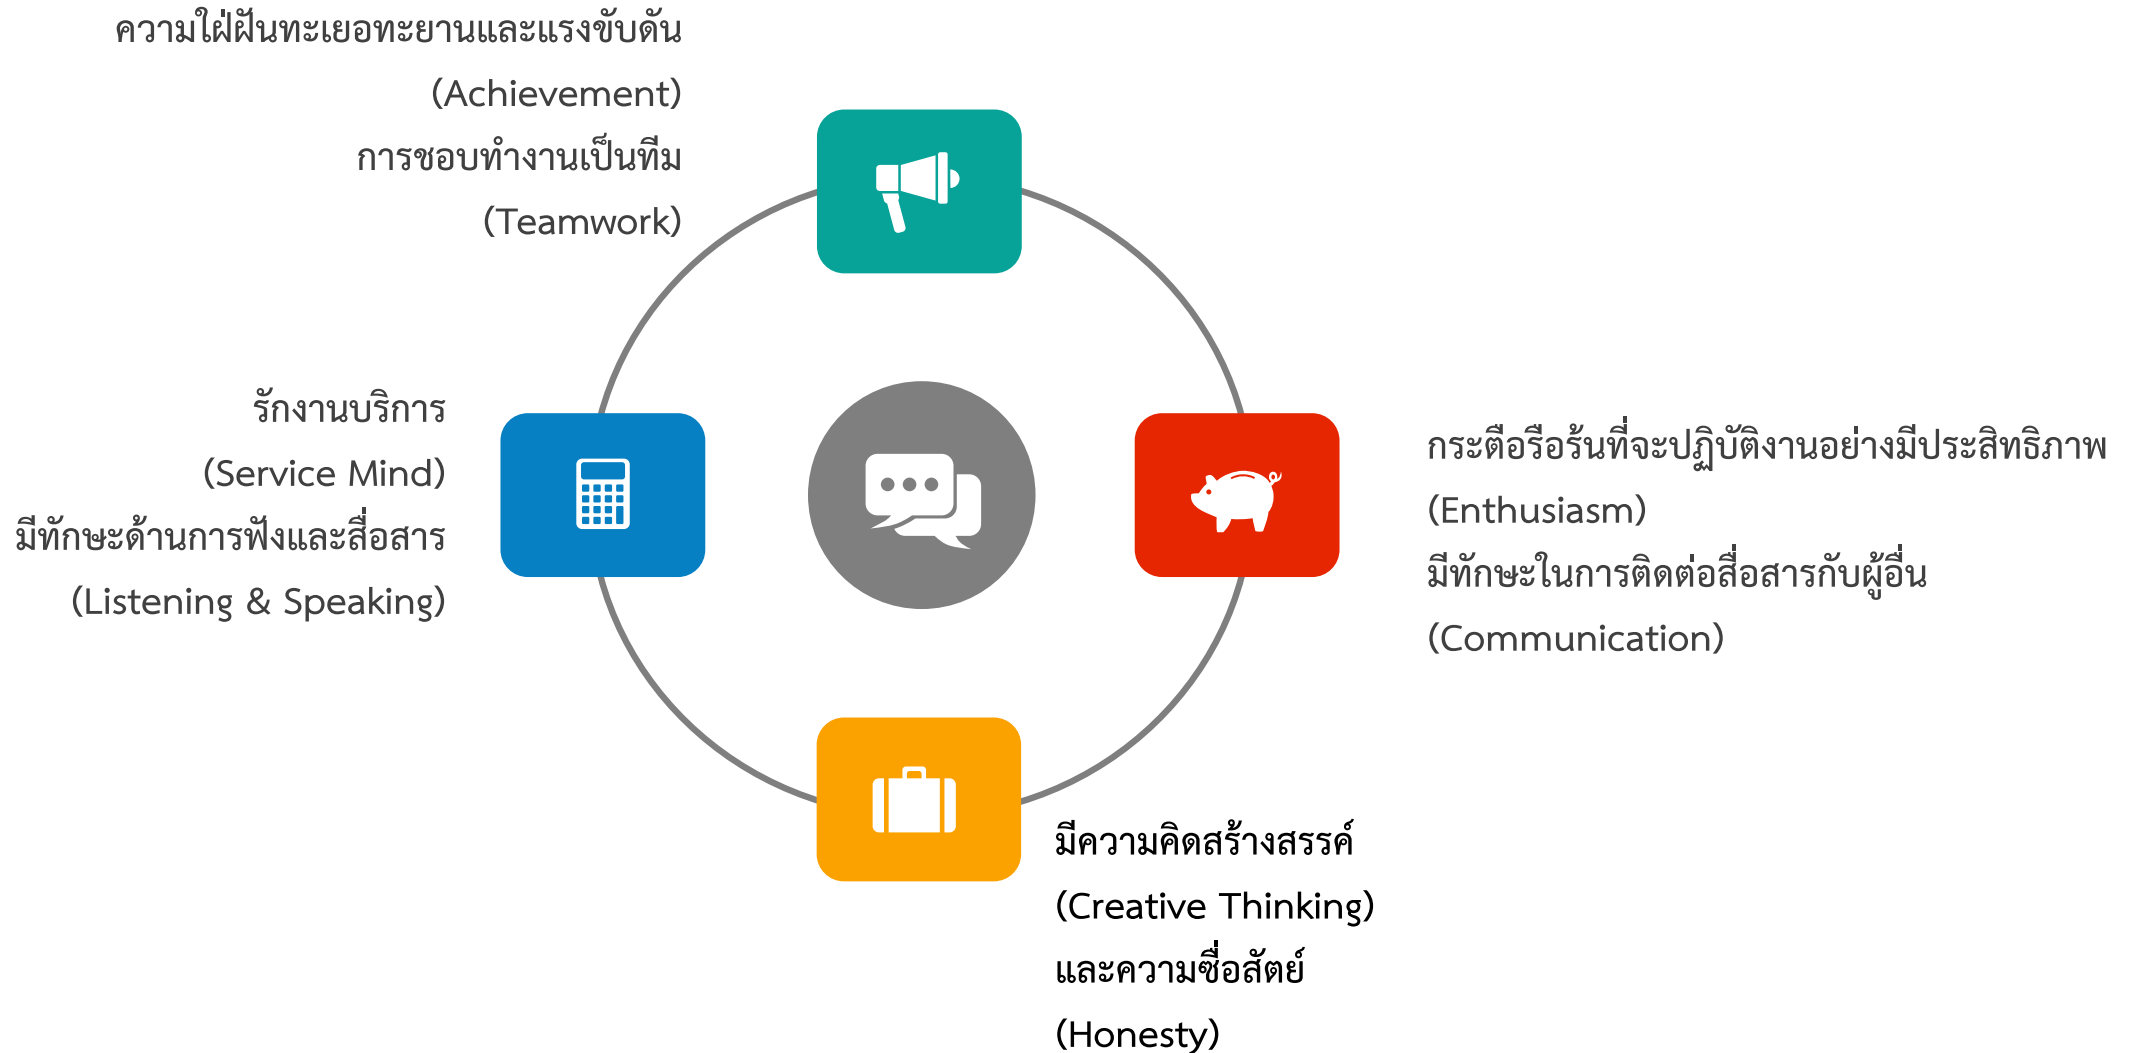 ความใฝ่ฝันทะเยอทะยานและแรงขับดัน
(Achievement)
การชอบทำงานเป็นทีม
(Teamwork)
รักงานบริการ
(Service Mind)
มีทักษะด้านการฟังและสื่อสาร
(Listening & Speaking)
กระตือรือร้นที่จะปฏิบัติงานอย่างมีประสิทธิภาพ
(Enthusiasm)
มีทักษะในการติดต่อสื่อสารกับผู้อื่น
(Communication)
มีความคิดสร้างสรรค์
(Creative Thinking)
และความซื่อสัตย์
(Honesty)